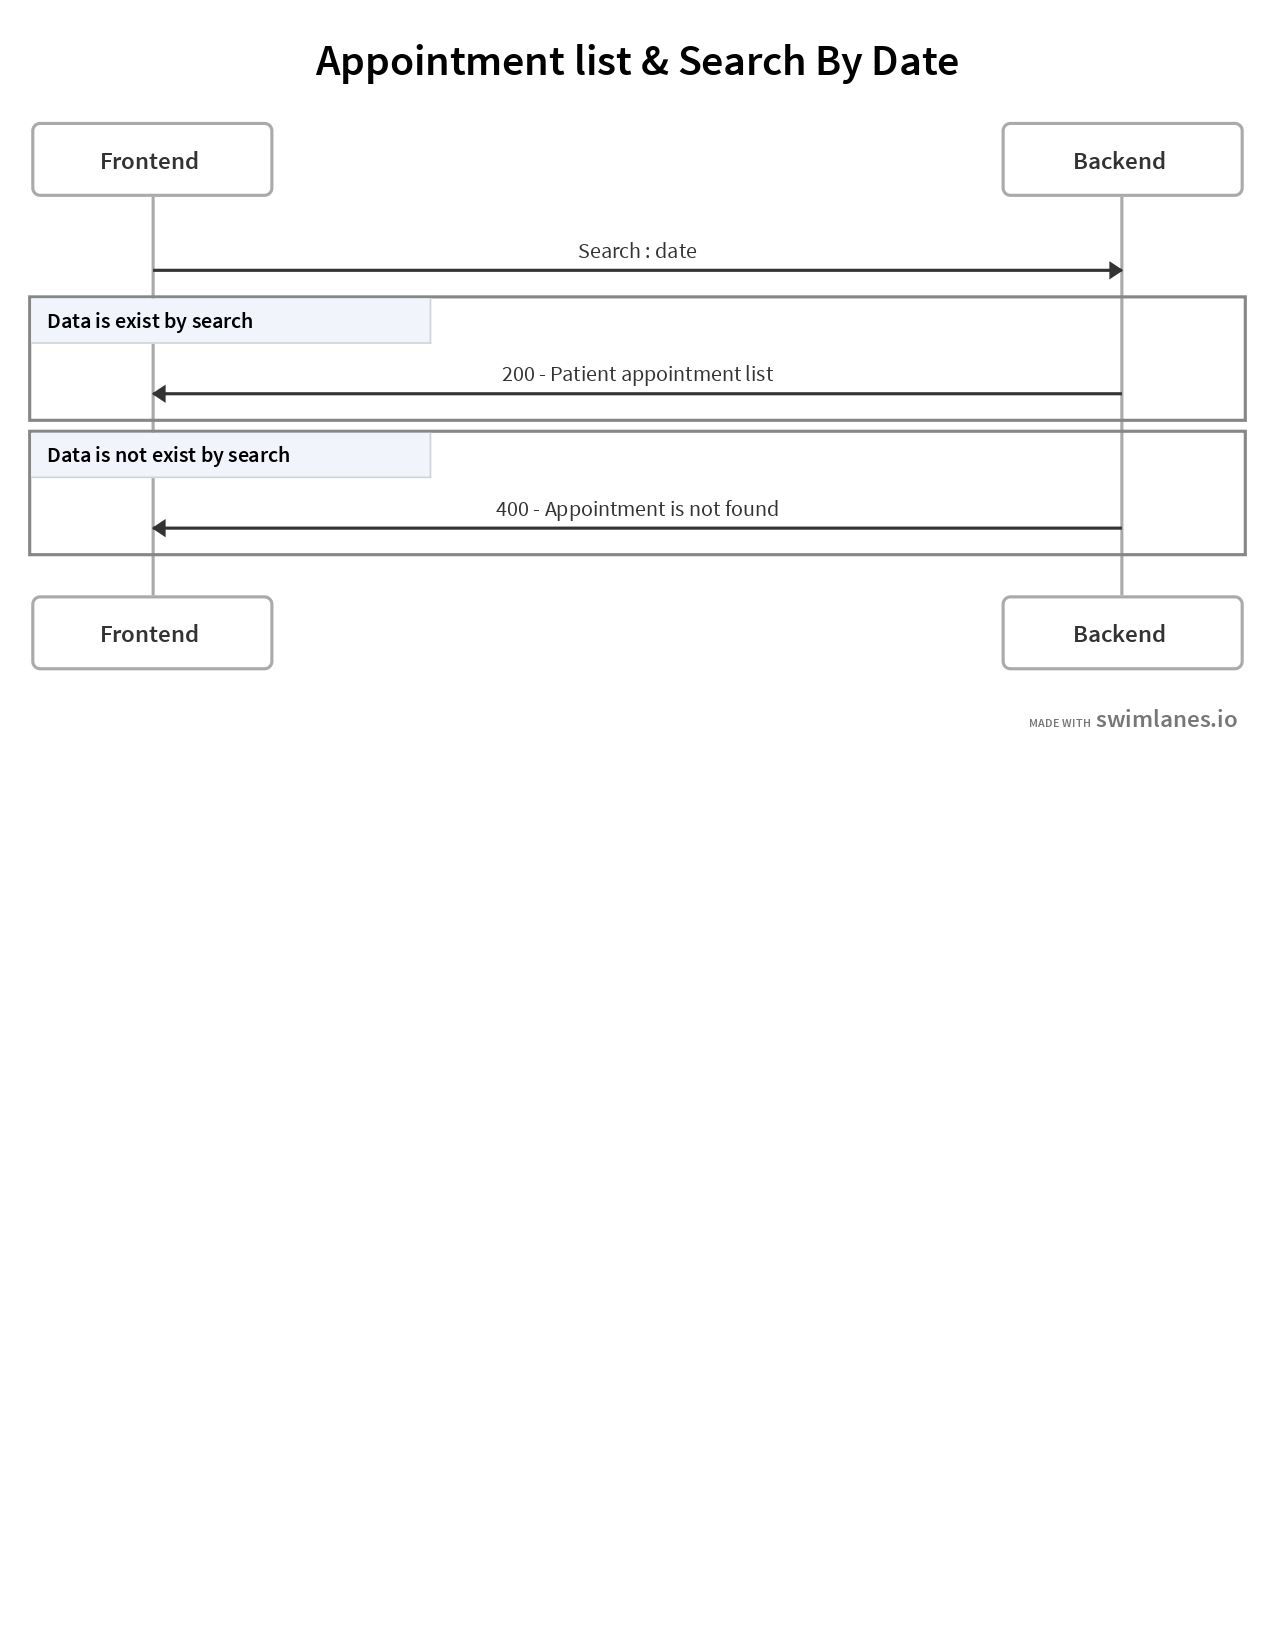 Appointment list & Search By Date
Frontend
Backend
Search : date
Data is exist by search
200 - Patient appointment list
Data is not exist by search
400 - Appointment is not found
Frontend
Backend
MADE WITH swimlanes.io